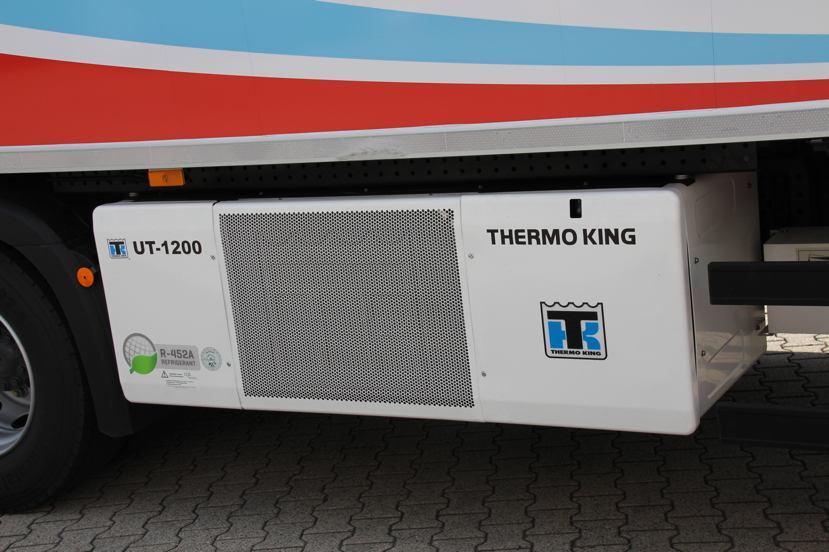 UT-1200
THERMO KING
THERMO KING
R-452A
REFRIGERANT